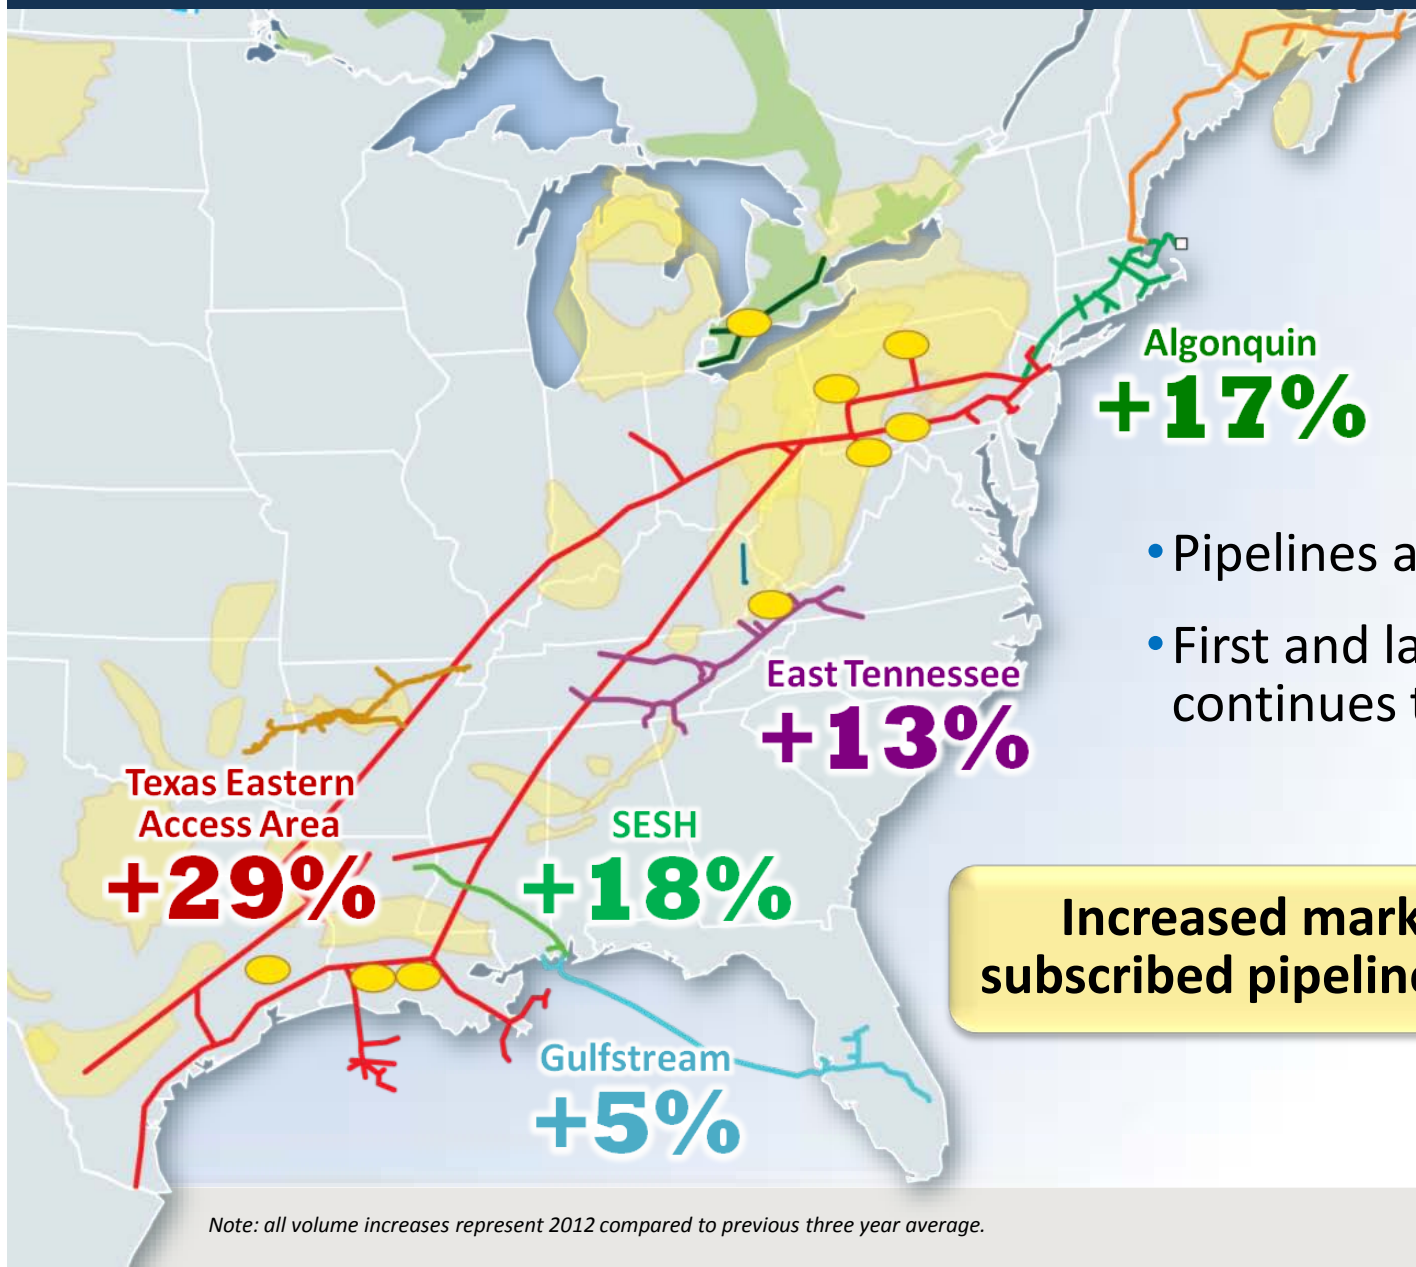 Algonquin
+17%
• Pipelines a
• First and la
continues t
East Tennessee
+13%
Texas Eastern
Access Area
+29%
SESH
+18%
Increased mark
subscribed pipeline
Gulfstream
+5%
Note: all volume increases represent 2012 compared to previous three year average.